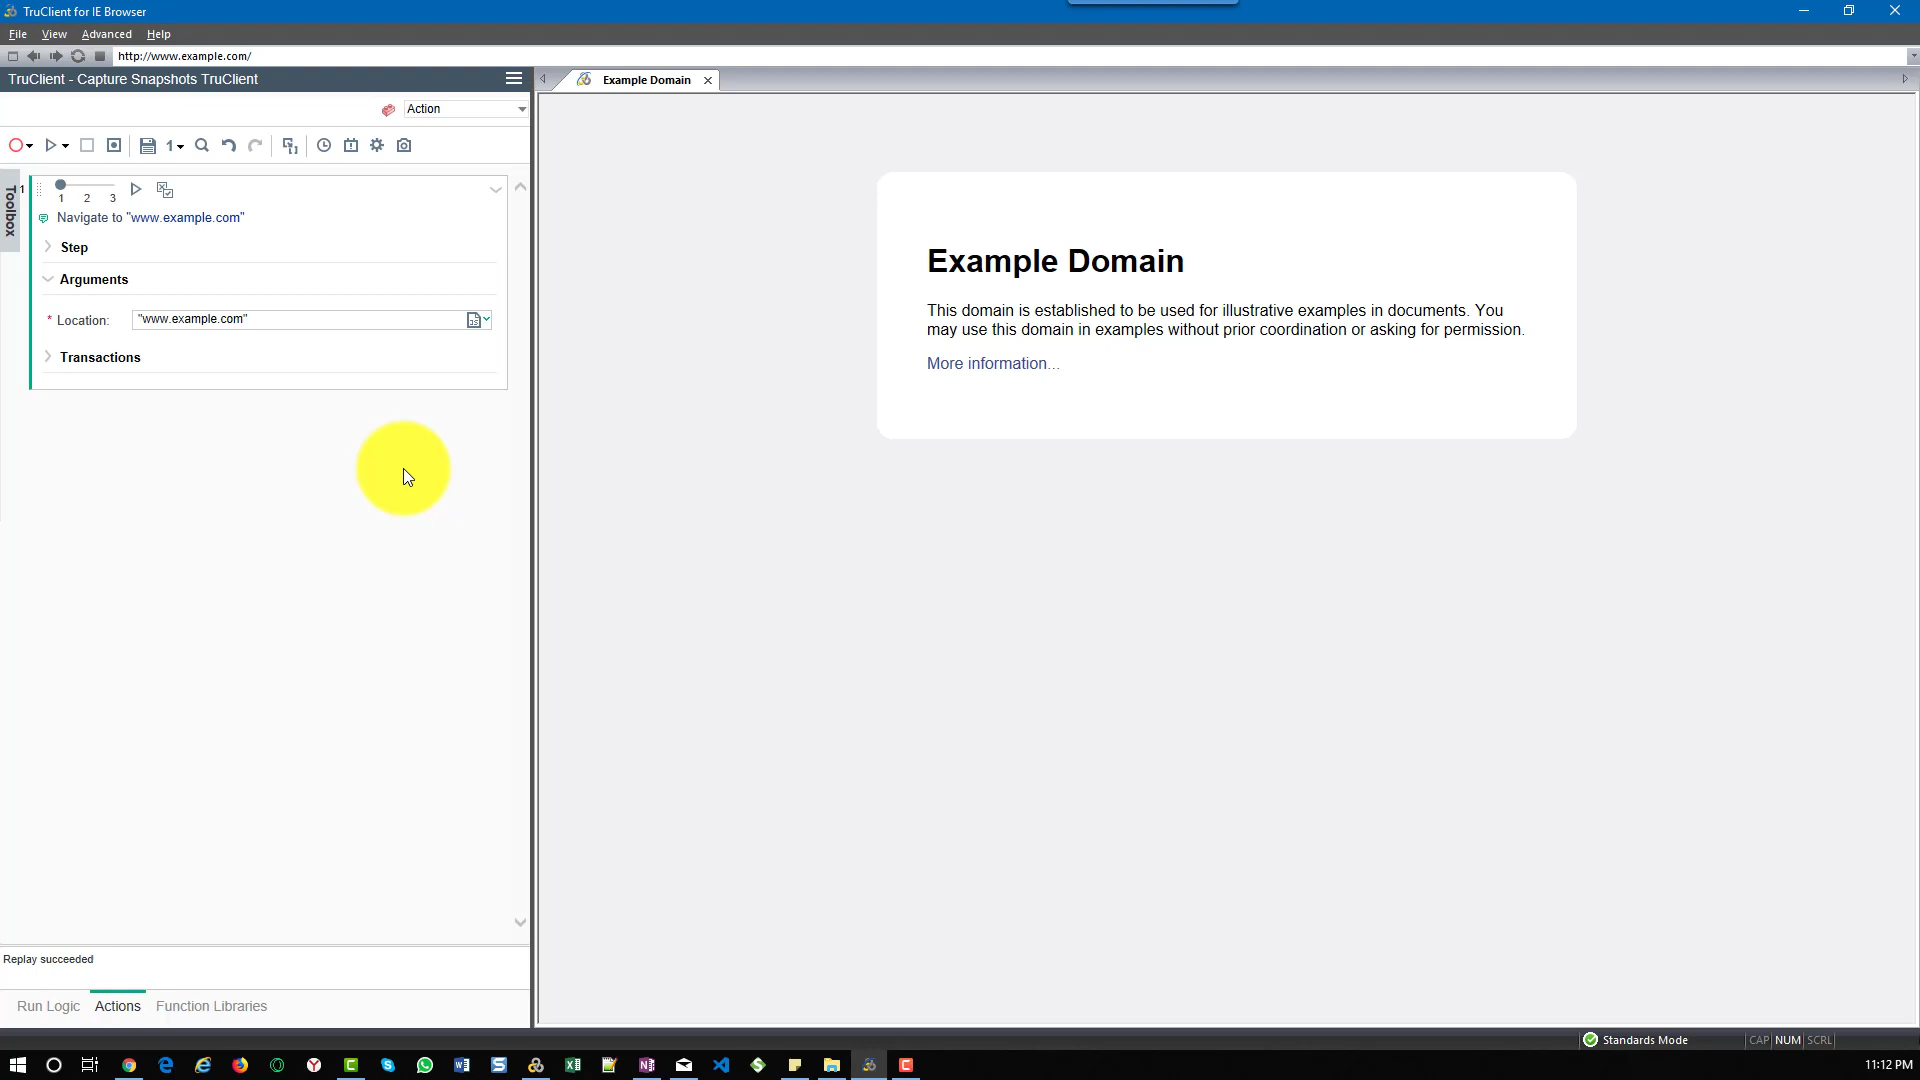 TruClient for IE Browser
File View Advanced Help
http://www.example.com/
TruClient - Capture Snapshots TruClient
Example Domain
Action
1
Toolbox
1
1 2 3
Navigate to "www.example.com"
Step
Arguments
* Location: "www.example.com"
JS
Transactions
Example Domain
This domain is established to be used for illustrative examples in documents. You
may use this domain in examples without prior coordination or asking for permission.
More information...
Replay succeeded
Run Logic Actions Function Libraries
Standards Mode CAP NUM SCRL
11:12 PM